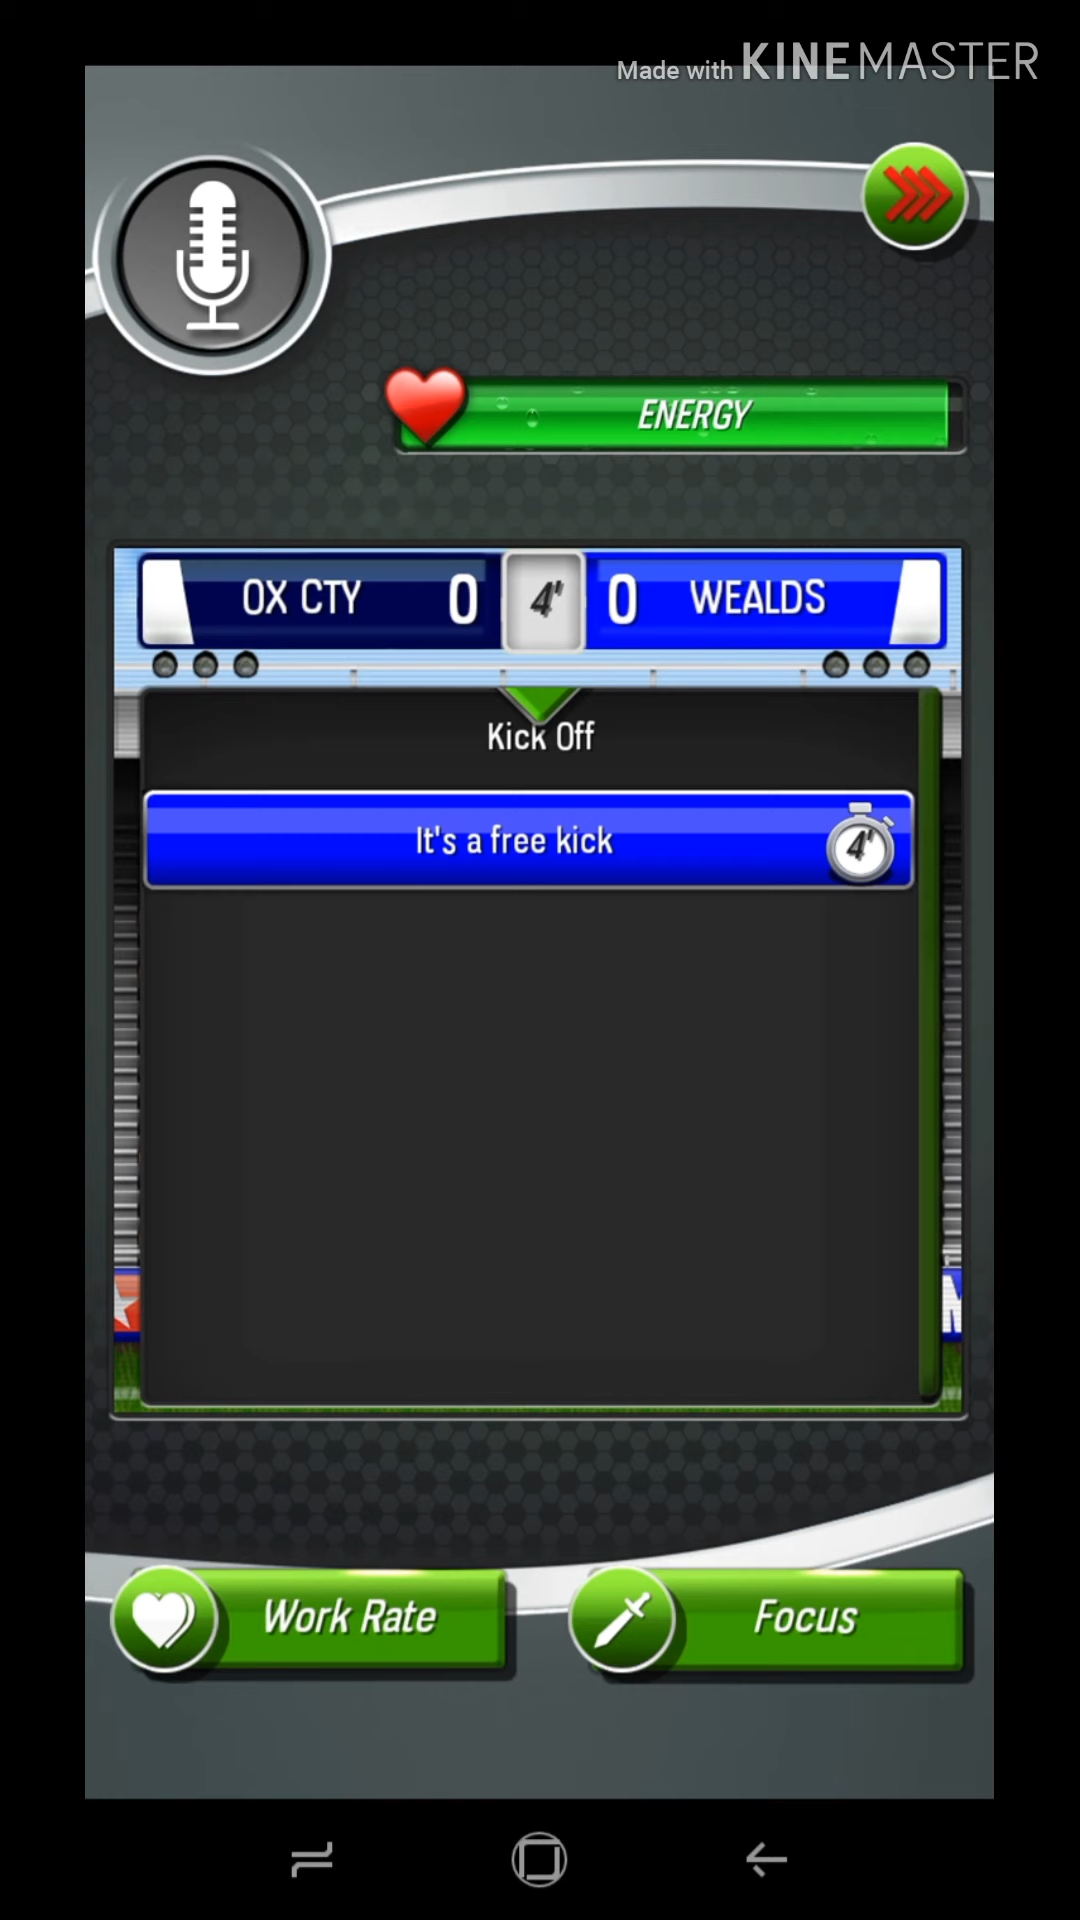 Made with KINEMASTER
ENERGY
OX CTY 0 4' 0 WEALDS
Kick Off
It's a free kick 4'
Work Rate
Focus